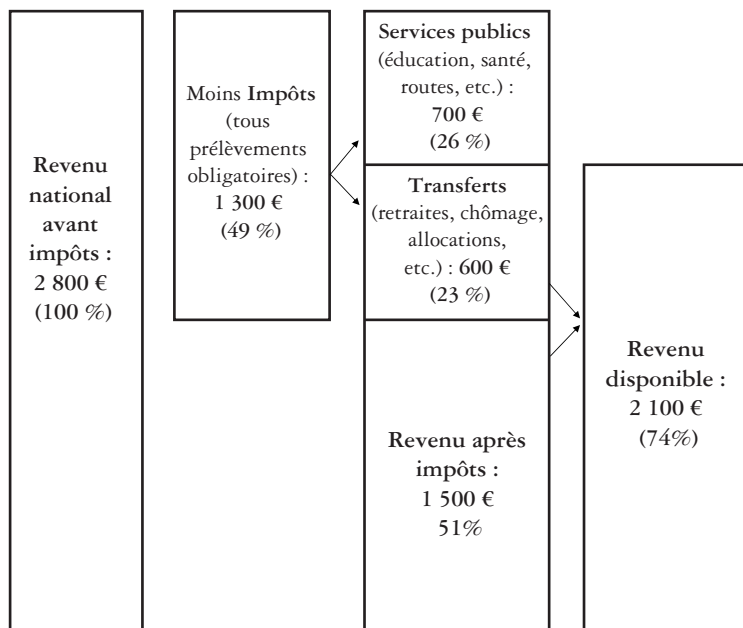 Revenu
national
avant
impôts :
2 800 €
(100 %)
Moins Impôts
(tous
prélèvements
obligatoires) :
1 300 €
(49 %)
Services publics
(éducation, santé,
routes, etc.) :
700 €
(26 %)
Transferts
(retraites, chômage,
allocations,
etc.) : 600 €
(23 %)
Revenu après
impôts :
1 500 €
51%
Revenu
disponible :
2 100 €
(74%)